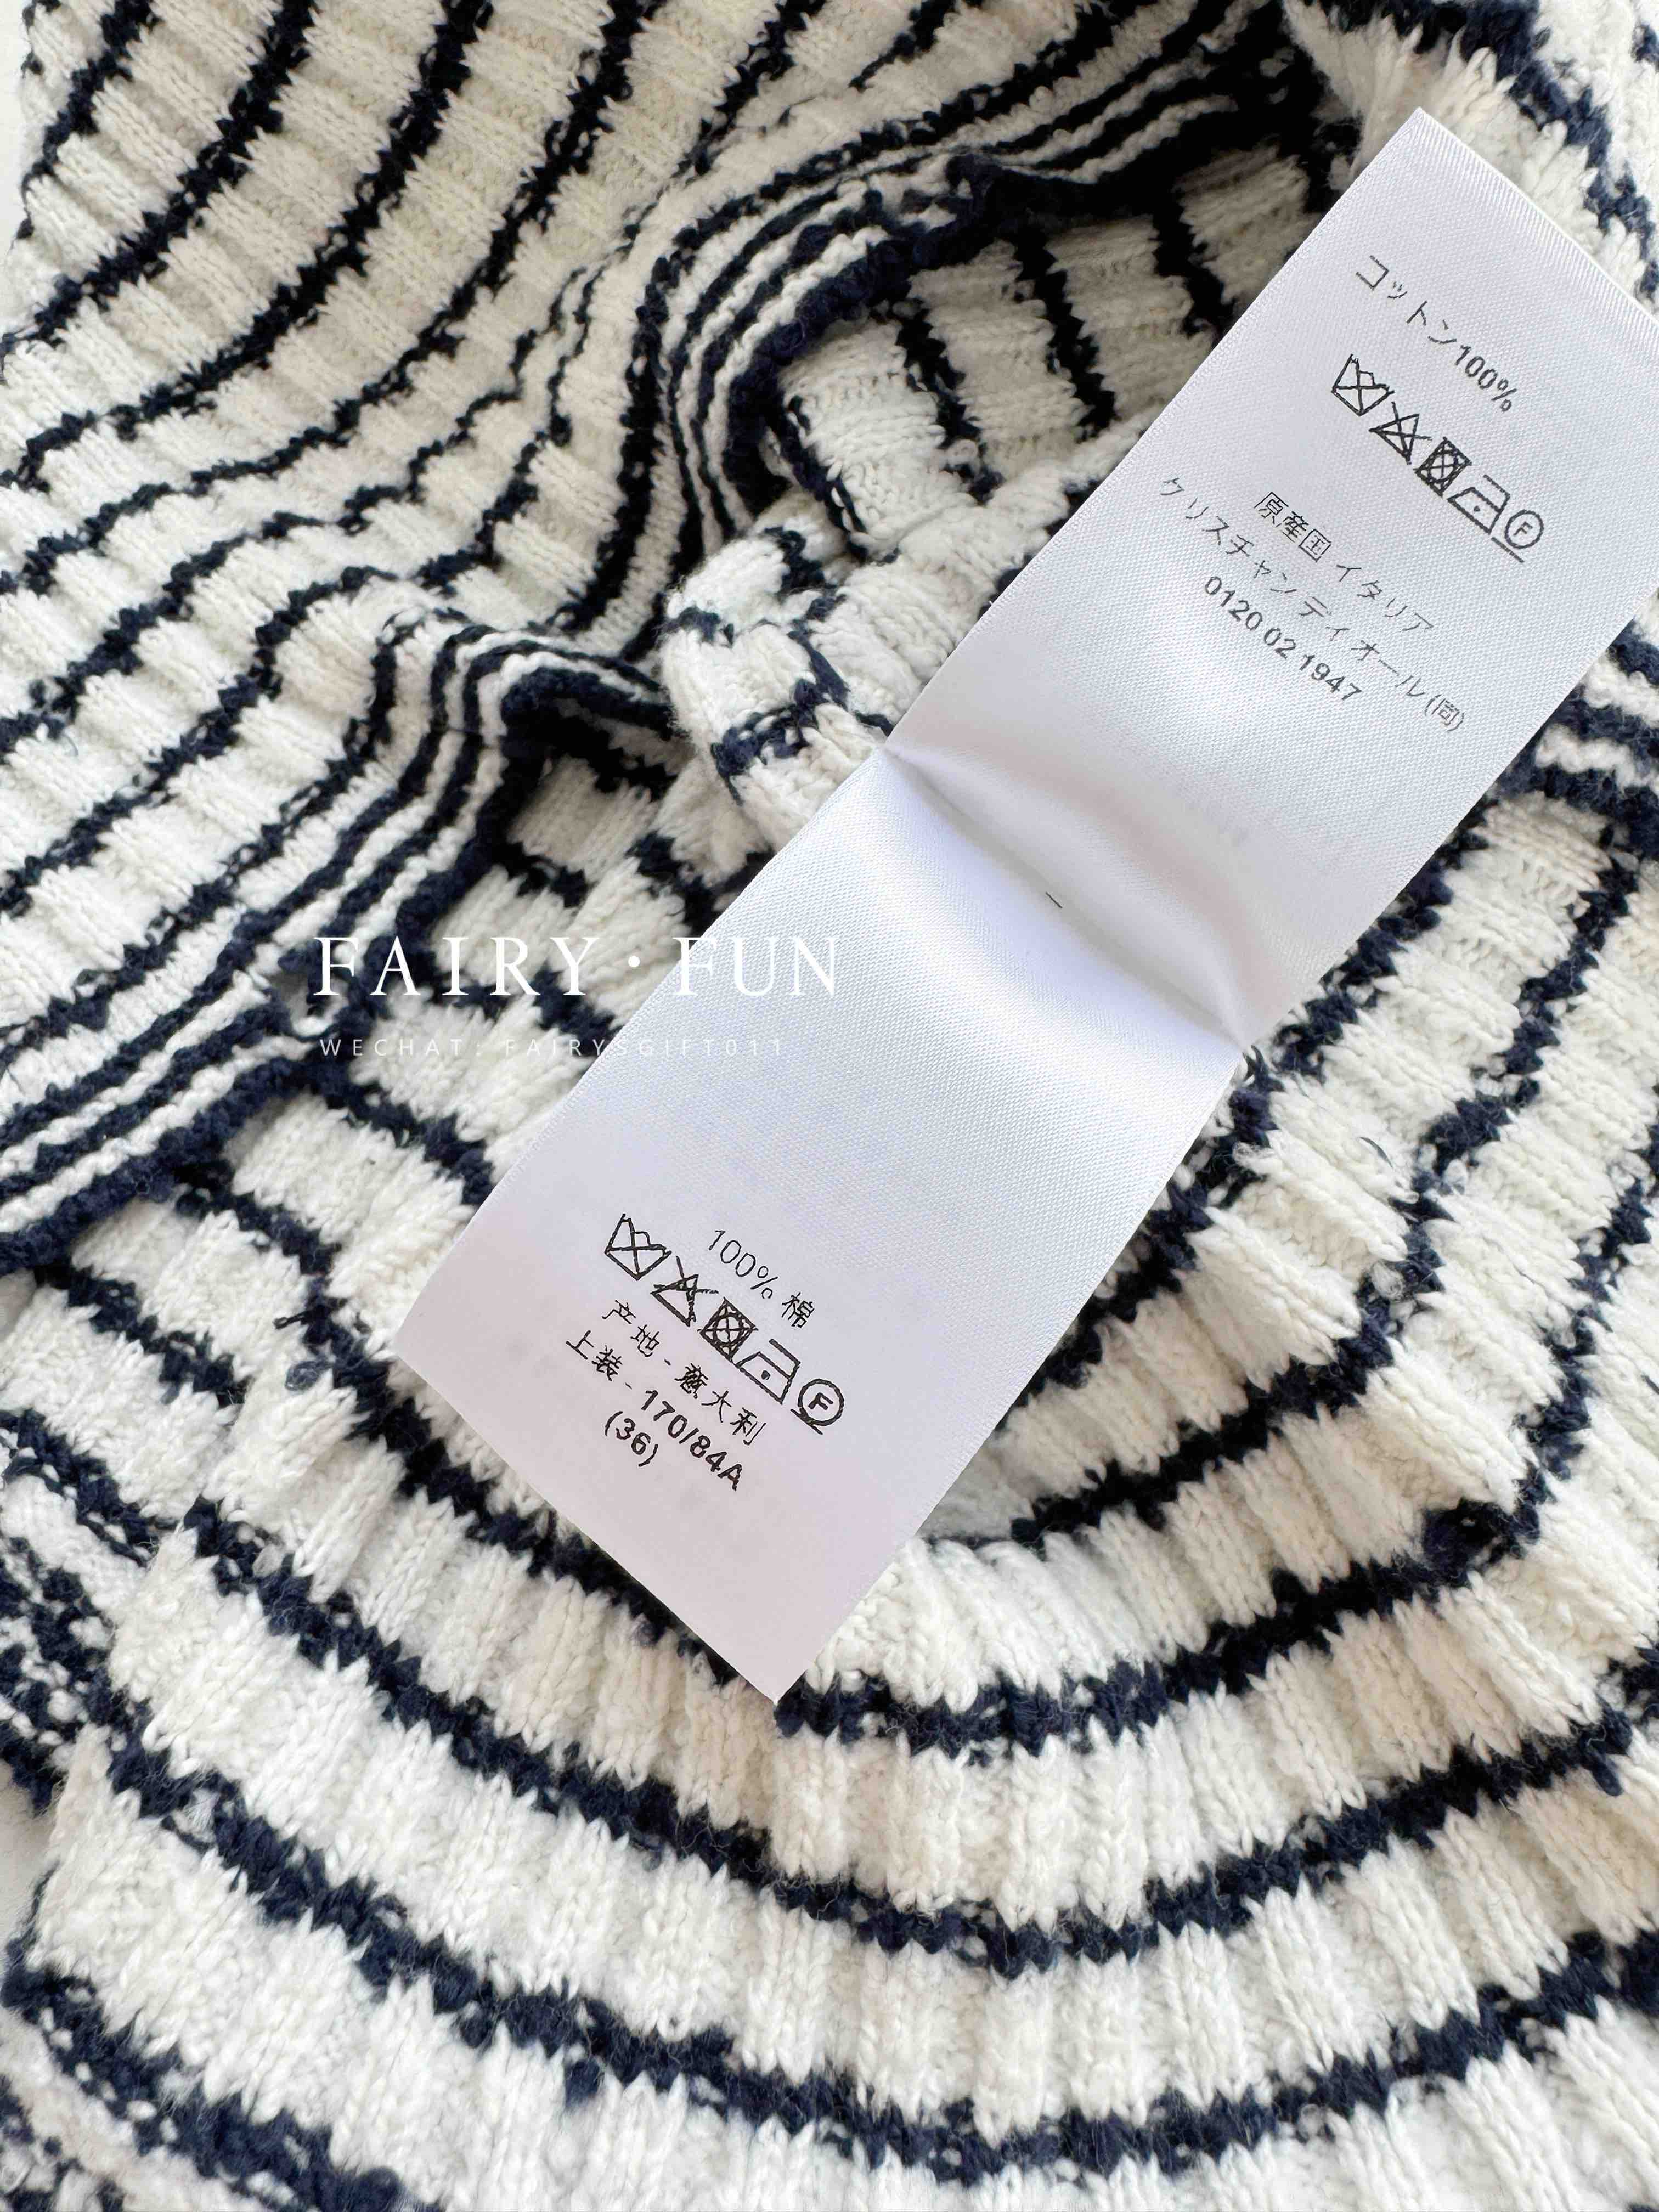 コットン100%
原産国 イタリア
クリスチャン ディオール(同)
0120 02 1947
FAIRY·FUN
WECHAT: FAIRYSGIFT011
100% 棉
产地 - 意大利
上装 - 170/84A
(36)